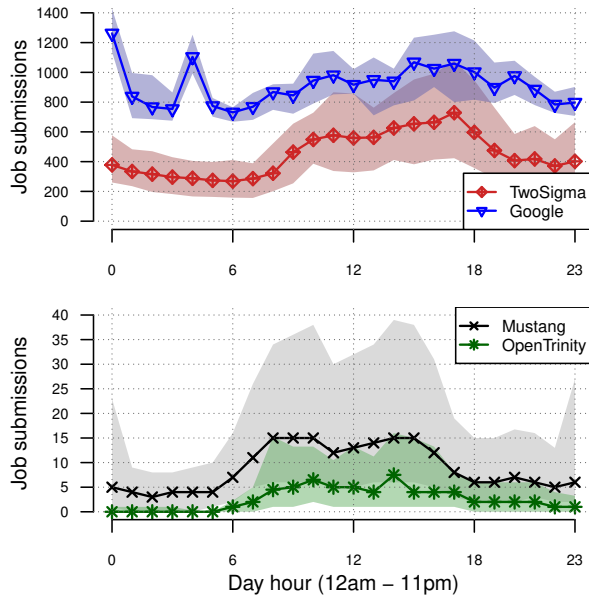 Job submissions
1400
1200
1000
800
600
400
200
0
TwoSigma
Google
0 6 12 18 23
Job submissions
40
35
30
25
20
15
10
5
0
Mustang
OpenTrinity
0 6 12 18 23
Day hour (12am − 11pm)